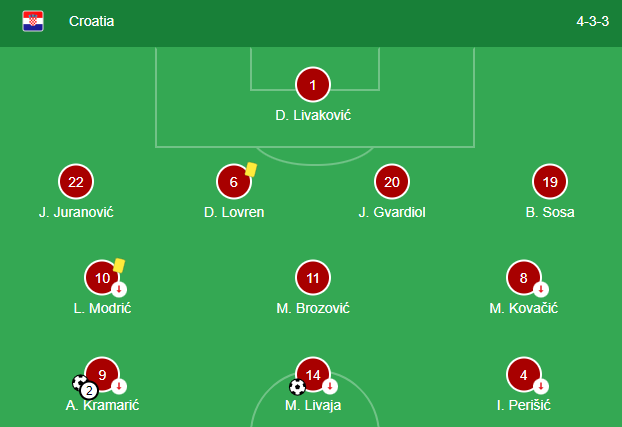 Croatia 4-3-3
1
D. Livaković
22 6 20 19
J. Juranović D. Lovren J. Gvardiol B. Sosa
10 11 8
L. Modrić M. Brozović M. Kovačić
9 14 4
2
A. Kramarić M. Livaja I. Perišić